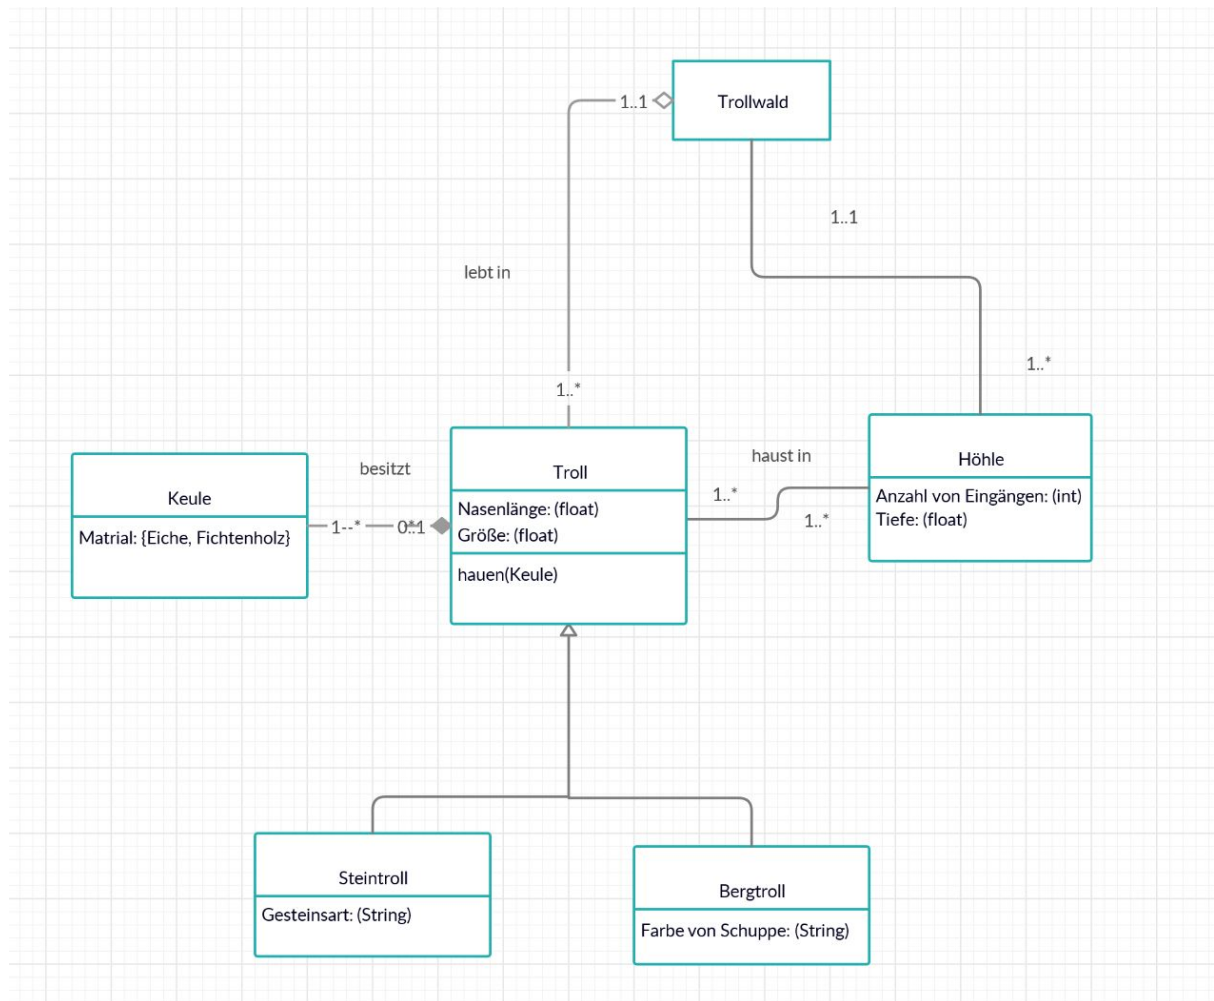 Trollwald
1..1
1..1
lebt in
1..*
1..*
Keule
Matrial: {Eiche, Fichtenholz}
besitzt
1--*
Troll
Nasenlänge: (float)
Größe: (float)
hauen(Keule)
haust in
1..*
1..*
Höhle
Anzahl von Eingängen: (int)
Tiefe: (float)
Steintroll
Gesteinsart: (String)
Bergtroll
Farbe von Schuppe: (String)